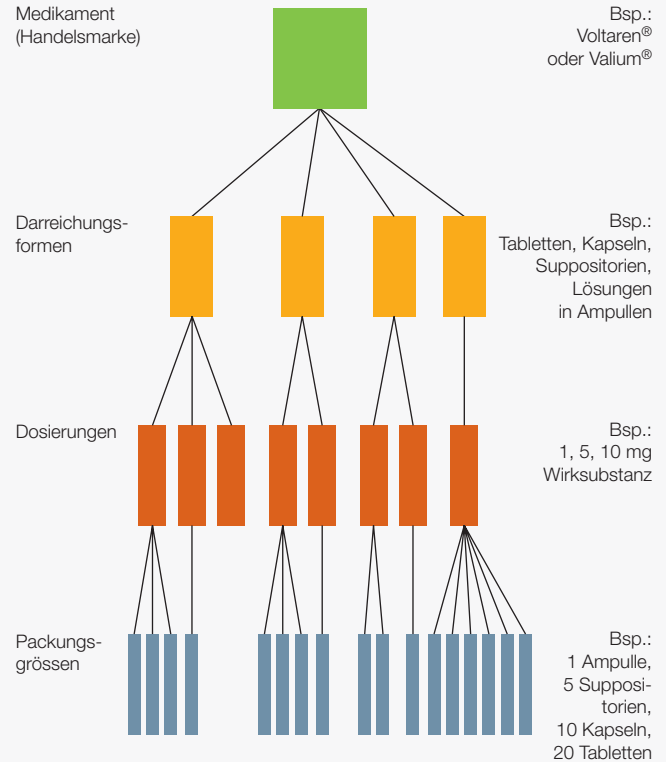 Medikament
(Handelsmarke)
Bsp.:
Voltaren®
oder Valium®
Darreichungs-
formen
Bsp.:
Tabletten, Kapseln,
Suppositorien,
Lösungen
in Ampullen
Dosierungen
Bsp.:
1, 5, 10 mg
Wirksubstanz
Packungs-
grössen
Bsp.:
1 Ampulle,
5 Supposi-
torien,
10 Kapseln,
20 Tabletten